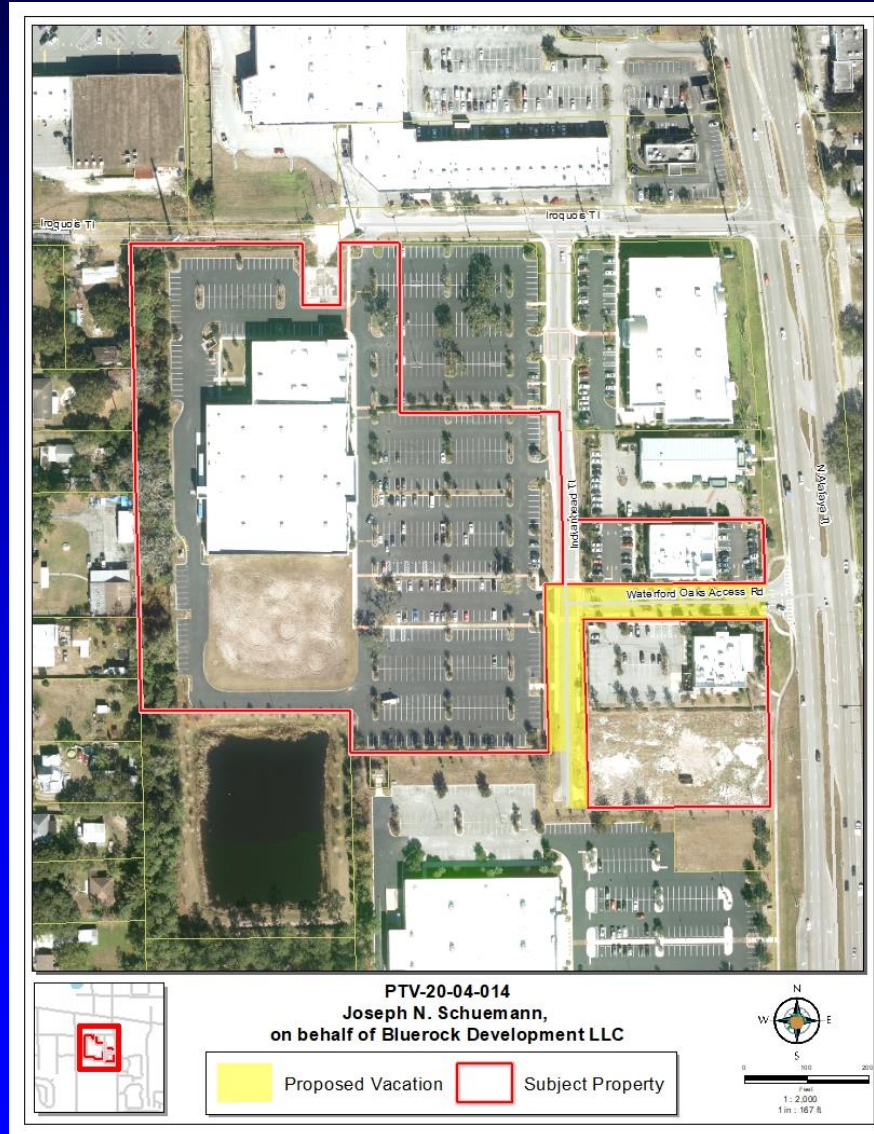 Iroquois Tl
Iroquois Tl
Indianhead Tl
N Alafaya Tl
Waterford Oaks Access Rd
PTV-20-04-014
Joseph N. Schuemann,
on behalf of Bluerock Development LLC
Proposed Vacation
Subject Property
N
W E
S
0 100 200
Feet
1 : 2,000
1 in : 167 ft